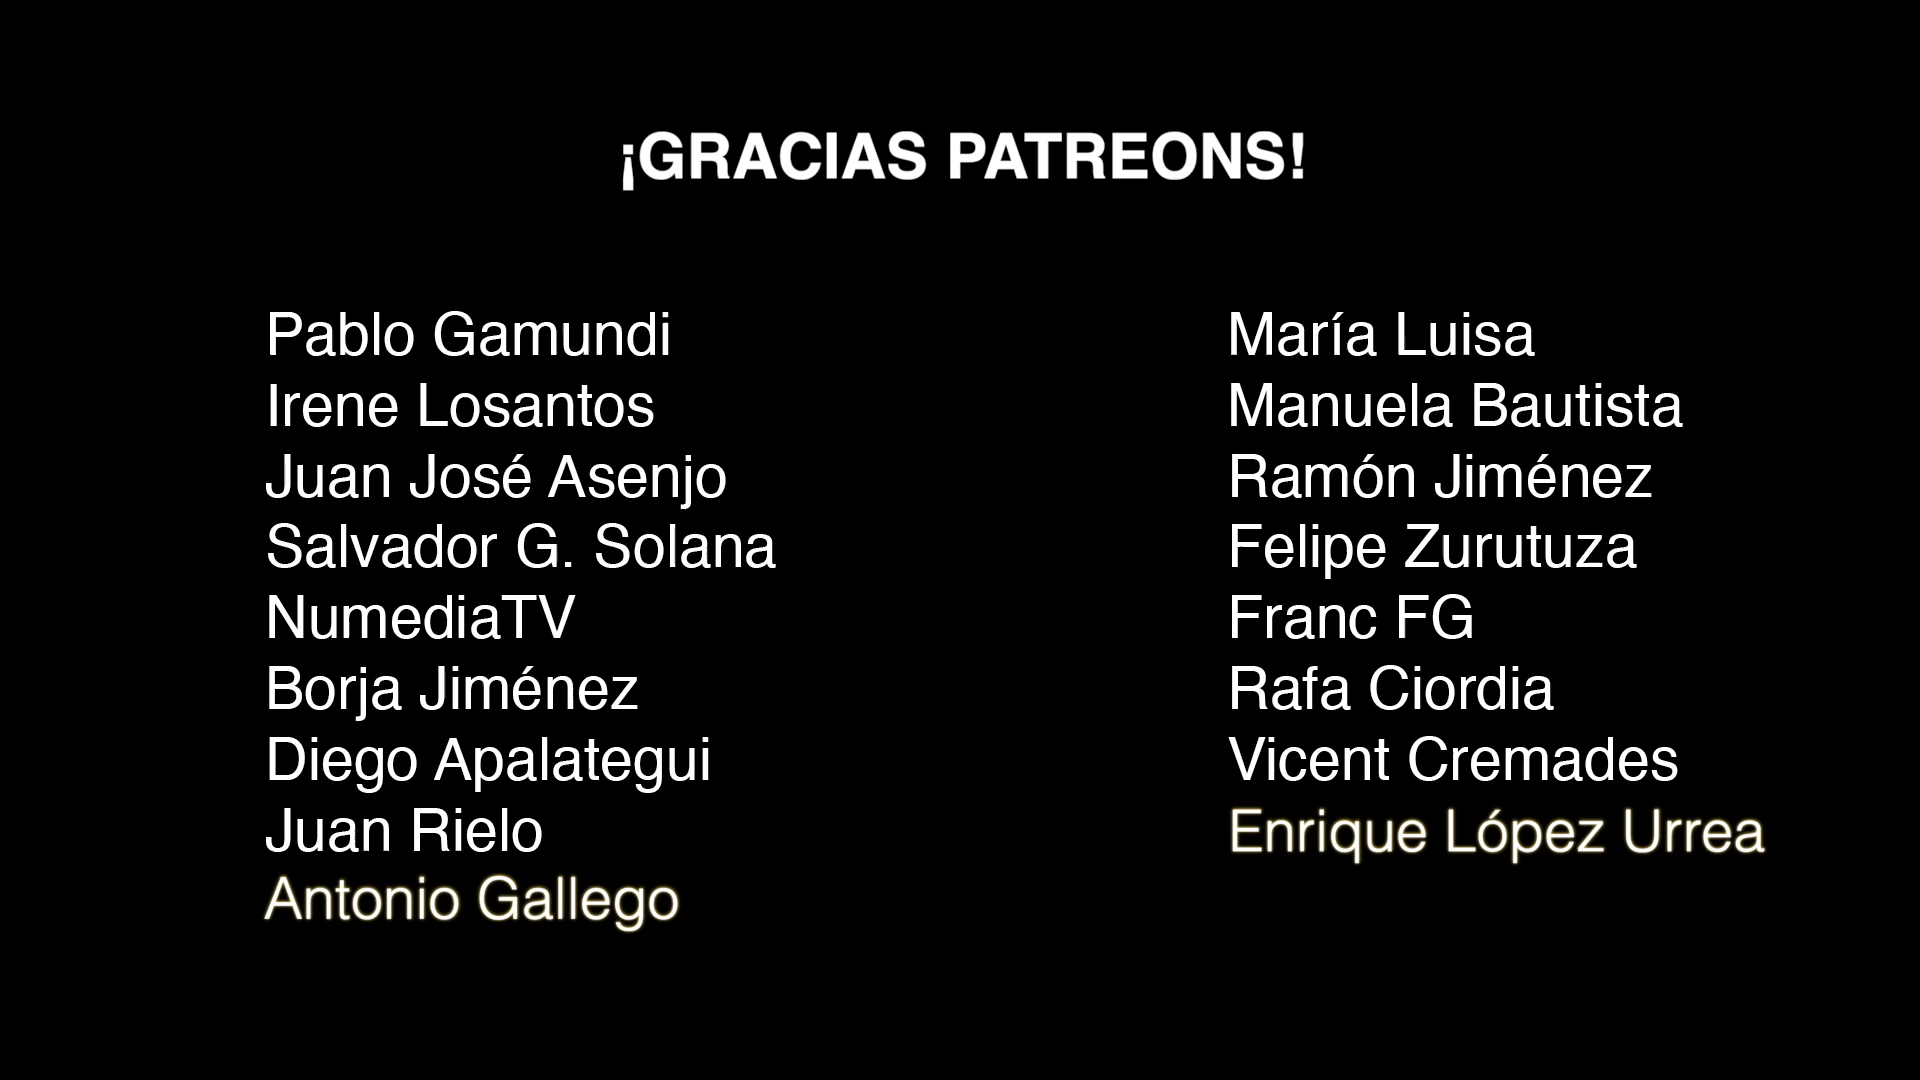 ¡GRACIAS PATREONS!
Pablo Gamundi
Irene Losantos
Juan José Asenjo
Salvador G. Solana
NumediaTV
Borja Jiménez
Diego Apalategui
Juan Rielo
Antonio Gallego
María Luisa
Manuela Bautista
Ramón Jiménez
Felipe Zurutuza
Franc FG
Rafa Ciordia
Vicent Cremades
Enrique López Urrea